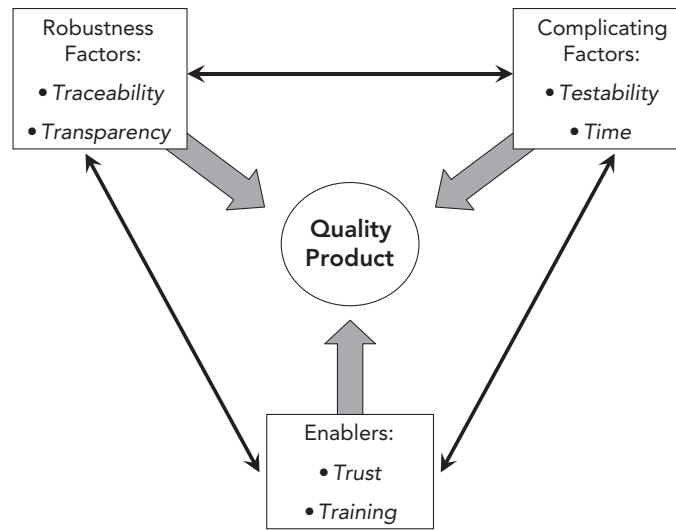 Robustness
Factors:
• Traceability
• Transparency
Complicating
Factors:
• Testability
• Time
Quality
Product
Enablers:
• Trust
• Training